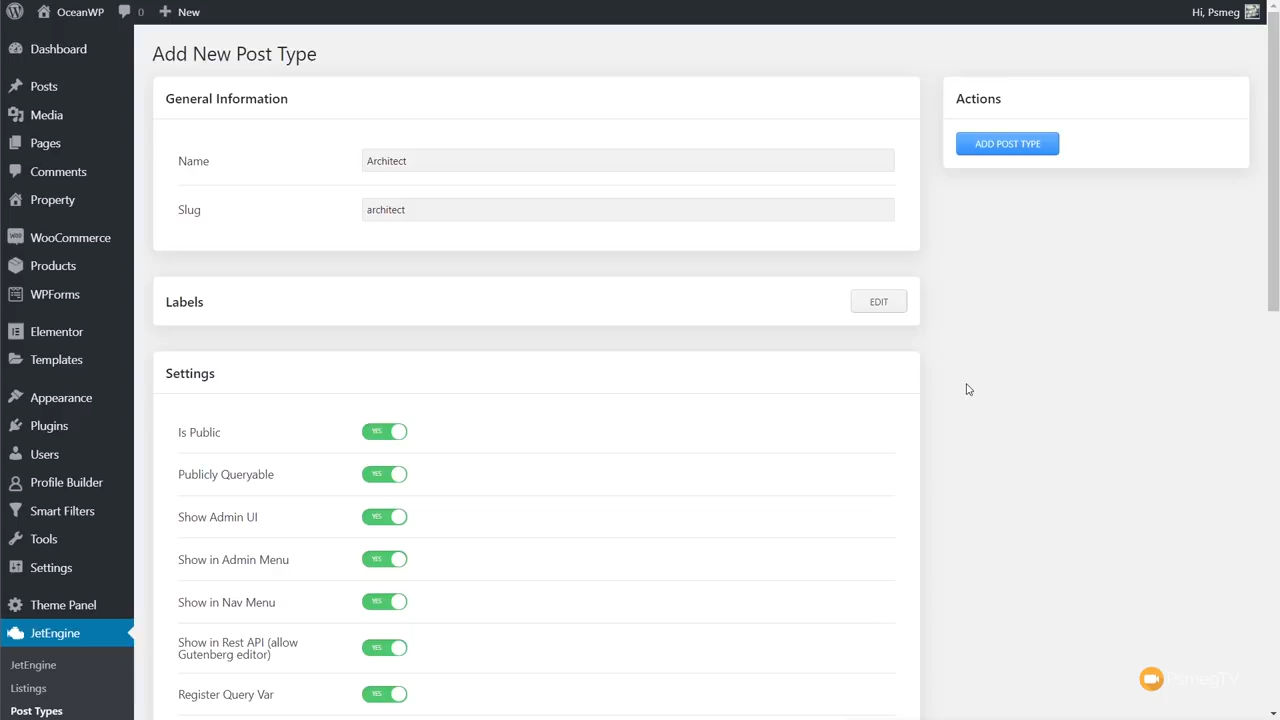 OceanWP
0
New
Hi, Psmeg
Dashboard
Posts
Media
Pages
Comments
Property
WooCommerce
Products
WPForms
Elementor
Templates
Appearance
Plugins
Users
Profile Builder
Smart Filters
Tools
Settings
Theme Panel
JetEngine
JetEngine
Listings
Post Types
Add New Post Type
General Information
Name
Architect
Slug
architect
Labels
EDIT
Settings
Is Public
YES
Publicly Queryable
YES
Show Admin UI
YES
Show in Admin Menu
YES
Show in Nav Menu
YES
Show in Rest API (allow
Gutenberg editor)
YES
Register Query Var
YES
Actions
ADD POST TYPE
PsmegTV